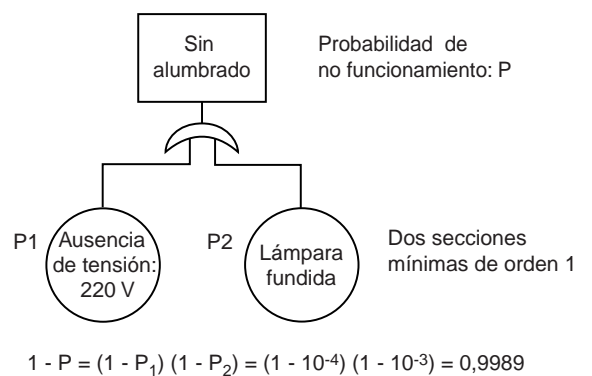 Sin
alumbrado
Probabilidad de
no funcionamiento: P
P1
Ausencia
de tensión:
220 V
P2
Lámpara
fundida
Dos secciones
mínimas de orden 1
1 - P = (1 - P₁) (1 - P₂) = (1 - 10⁻⁴) (1 - 10⁻³) = 0,9989